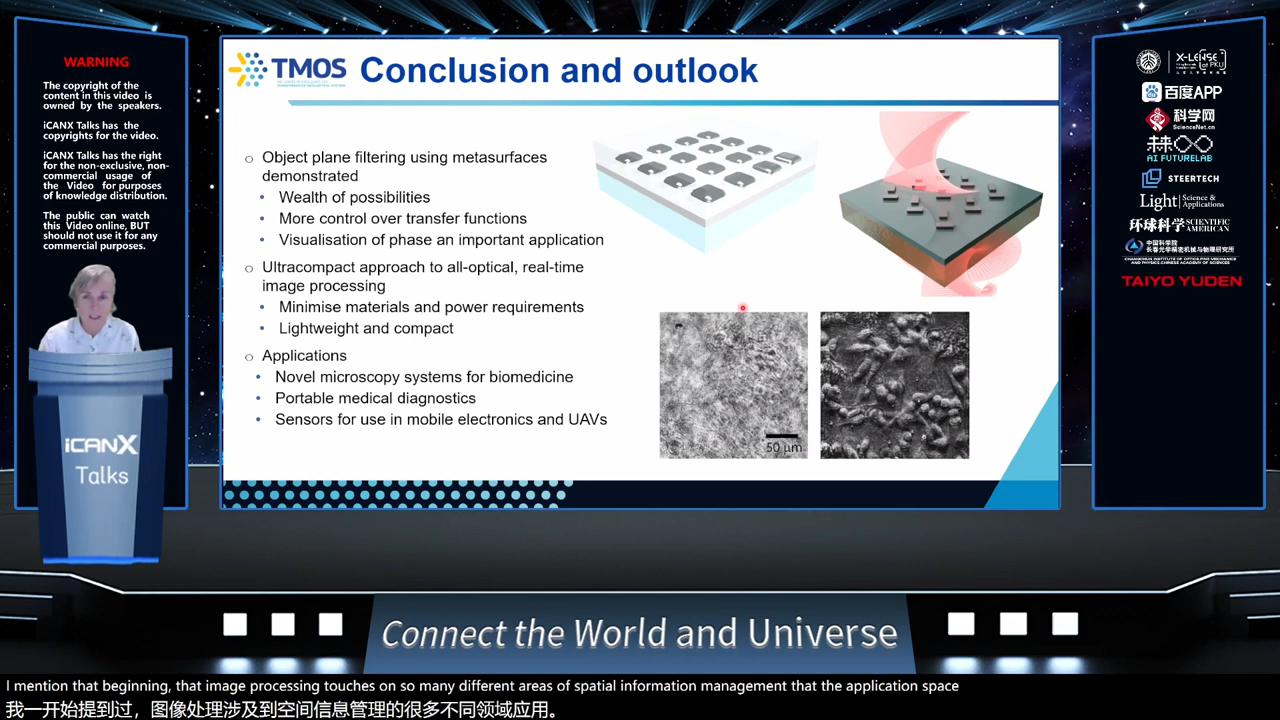 WARNING
The copyright of the
content in this video is
owned by the speakers.
iCANX Talks has the
copyrights for the video.
iCANX Talks has the right
for the non-exclusive, non-
commercial usage of
the Video for purposes
of knowledge distribution.
The public can watch
this Video online, BUT
should not use it for any
commercial purposes.
iCANX
Talks
TMOS
Conclusion and outlook
○ Object plane filtering using metasurfaces
demonstrated
• Wealth of possibilities
• More control over transfer functions
• Visualisation of phase an important application
○ Ultracompact approach to all-optical, real-time
image processing
• Minimise materials and power requirements
• Lightweight and compact
○ Applications
• Novel microscopy systems for biomedicine
• Portable medical diagnostics
• Sensors for use in mobile electronics and UAVs
50 μm
X-LENSE
百度APP
科学网
ScienceNet.cn
未来
AI FUTURELAB
STEERTECH
Light Science & Applications
环球科学 SCIENTIFIC AMERICAN
中国科学院
长春光学精密机械与物理研究所
CHANGCHUN INSTITUTE OF OPTICS,FINE MECHANICS
AND PHYSICS,CHINESE ACADEMY OF SCIENCES
TAIYO YUDEN
Connect the World and Universe
I mention that beginning, that image processing touches on so many different areas of spatial information management that the application space
我一开始提到过，图像处理涉及到空间信息管理的很多不同领域应用。